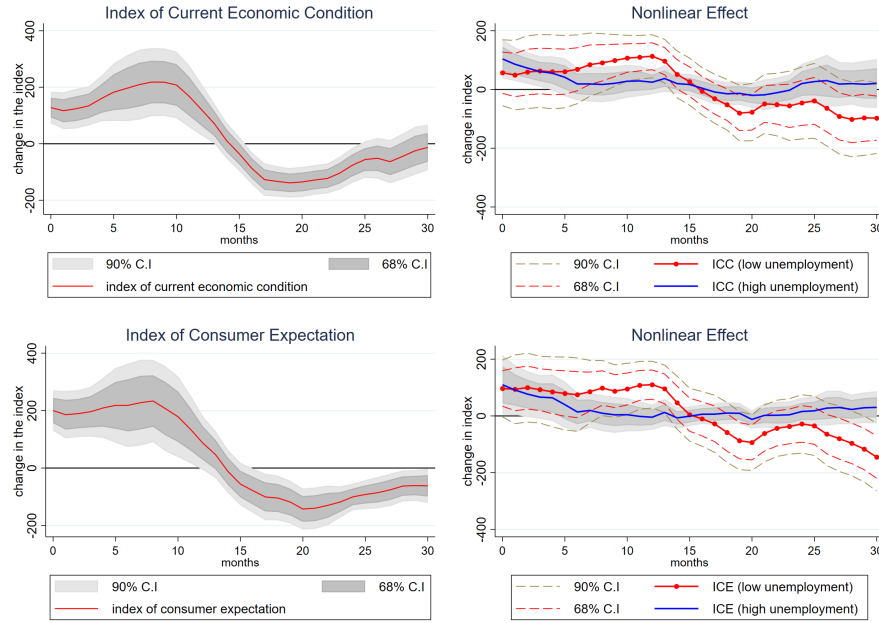 Index of Current Economic Condition
change in the index
400
200
0
-200
0 5 10 15 20 25 30
months
90% C.I 68% C.I
index of current economic condition
Nonlinear Effect
change in the index
200
0
-200
-400
0 5 10 15 20 25 30
months
90% C.I ICC (low unemployment)
68% C.I ICC (high unemployment)
Index of Consumer Expectation
change in the index
400
200
0
-200
0 5 10 15 20 25 30
months
90% C.I 68% C.I
index of consumer expectation
Nonlinear Effect
change in the index
200
0
-200
-400
0 5 10 15 20 25 30
months
90% C.I ICE (low unemployment)
68% C.I ICE (high unemployment)